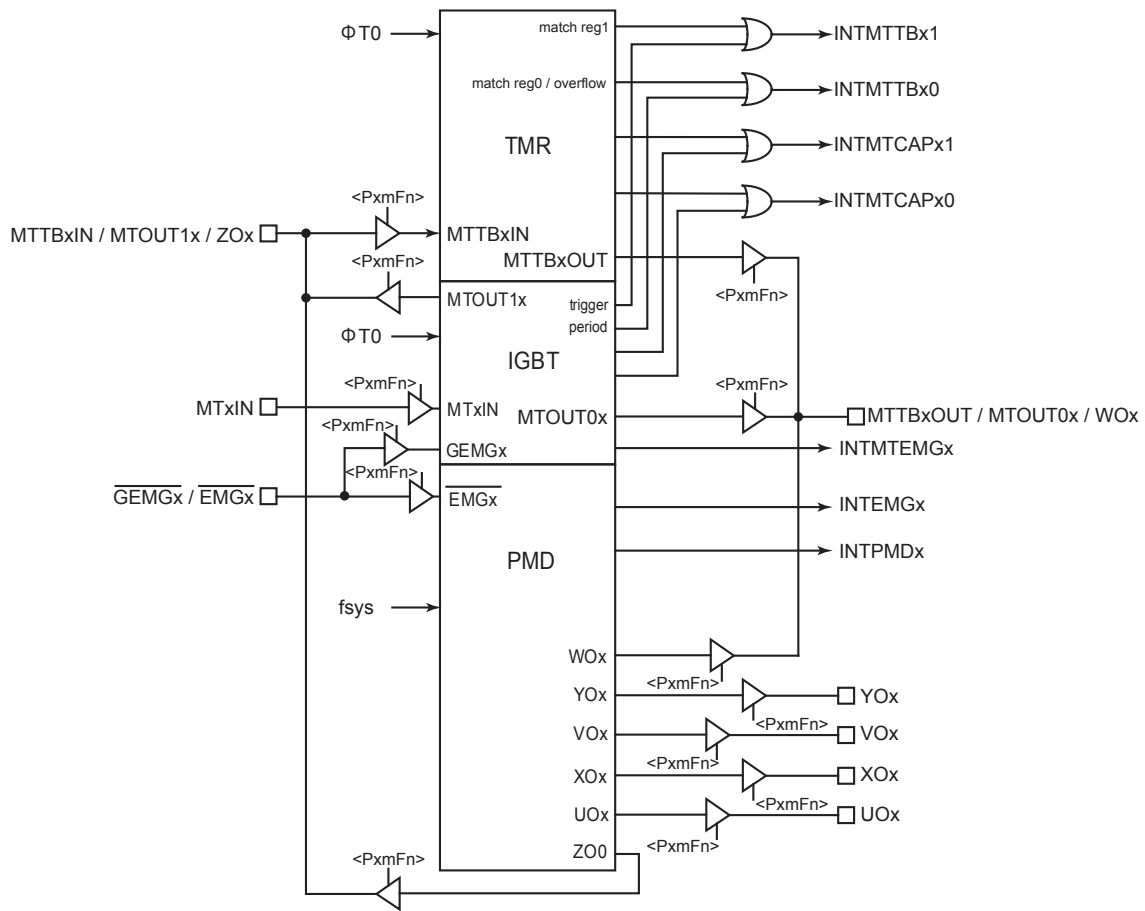 ΦT0
match reg1
INTMTTBx1
match reg0 / overflow
INTMTTBx0
TMR
INTMTCAPx1
<PxmFn>
INTMTCAPx0
MTTBxIN / MTOUT1x / ZOx
MTTBxIN
MTTBxOUT
<PxmFn>
<PxmFn>
MTOUT1x
trigger
period
ΦT0
IGBT
<PxmFn>
<PxmFn>
MTxIN
MTxIN
MTOUT0x
MTTBxOUT / MTOUT0x / WOx
<PxmFn>
GEMGx
INTMTEMGx
<PxmFn>
GEMGx / EMGx
EMGx
INTEMGx
PMD
INTPMDx
fsys
WOx
<PxmFn>
YOx
YOx
<PxmFn>
VOx
VOx
<PxmFn>
XOx
XOx
<PxmFn>
UOx
UOx
<PxmFn>
ZO0
<PxmFn>